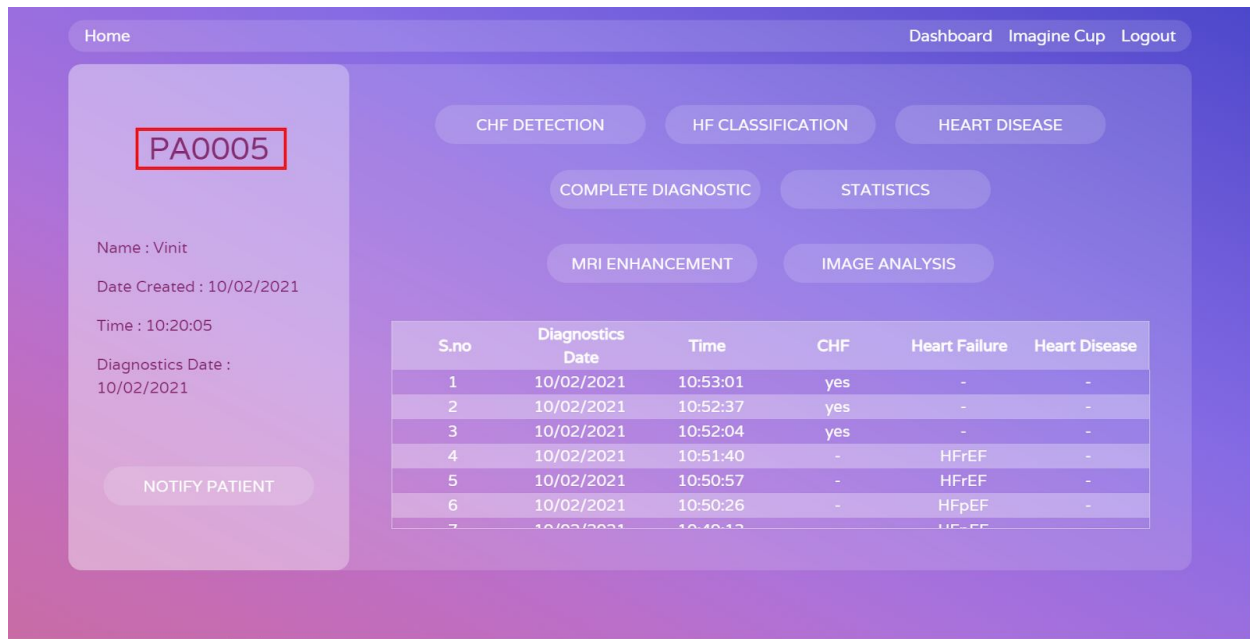 Home Dashboard Imagine Cup Logout
PA0005
Name : Vinit
Date Created : 10/02/2021
Time : 10:20:05
Diagnostics Date :
10/02/2021
NOTIFY PATIENT
CHF DETECTION HF CLASSIFICATION HEART DISEASE
COMPLETE DIAGNOSTIC STATISTICS
MRI ENHANCEMENT IMAGE ANALYSIS
S.no Diagnostics Date Time CHF Heart Failure Heart Disease
1 10/02/2021 10:53:01 yes - -
2 10/02/2021 10:52:37 yes - -
3 10/02/2021 10:52:04 yes - -
4 10/02/2021 10:51:40 - HFrEF -
5 10/02/2021 10:50:57 - HFrEF -
6 10/02/2021 10:50:26 - HFpEF -